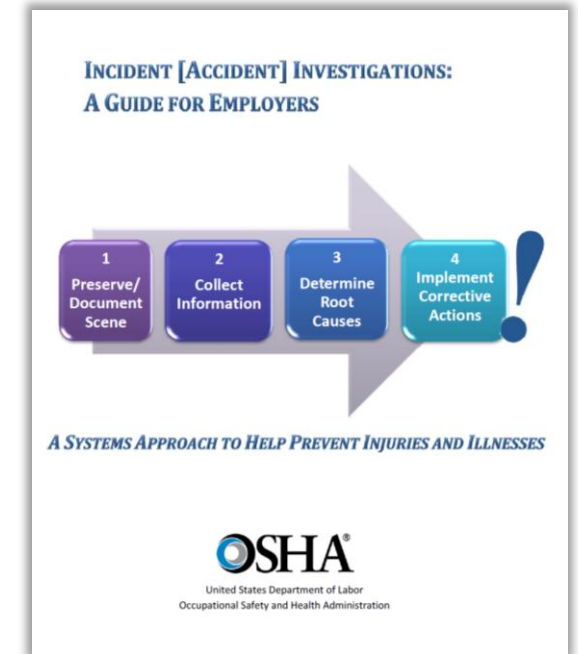 INCIDENT [ACCIDENT] INVESTIGATIONS:
A GUIDE FOR EMPLOYERS
1
Preserve/
Document
Scene
2
Collect
Information
3
Determine
Root
Causes
4
Implement
Corrective
Actions
!
A SYSTEMS APPROACH TO HELP PREVENT INJURIES AND ILLNESSES
OSHA®
United States Department of Labor
Occupational Safety and Health Administration